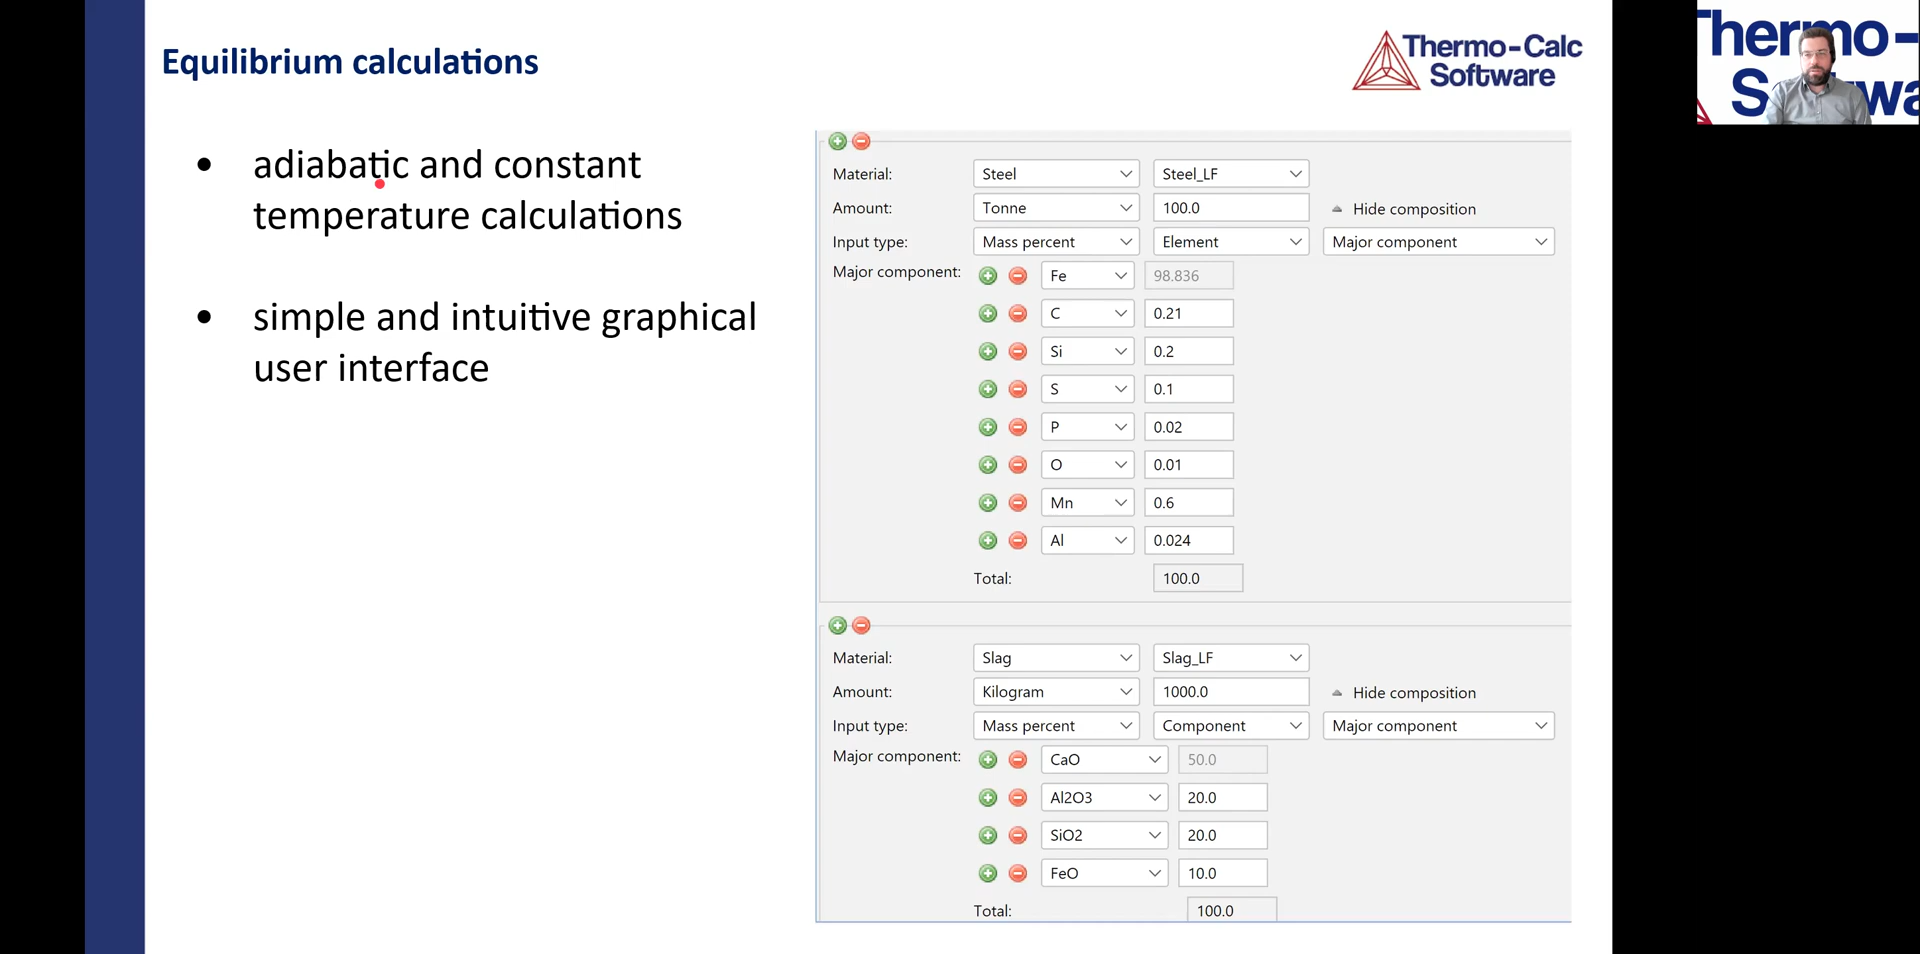 Equilibrium calculations
Thermo-Calc
Software
• adiabatic and constant
temperature calculations
• simple and intuitive graphical
user interface
Material: Steel Steel_LF
Amount: Tonne 100.0 Hide composition
Input type: Mass percent Element Major component
Major component: Fe 98.836
C 0.21
Si 0.2
S 0.1
P 0.02
O 0.01
Mn 0.6
Al 0.024
Total: 100.0
Material: Slag Slag_LF
Amount: Kilogram 1000.0 Hide composition
Input type: Mass percent Component Major component
Major component: CaO 50.0
Al2O3 20.0
SiO2 20.0
FeO 10.0
Total: 100.0